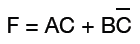 F = AC + BC̅